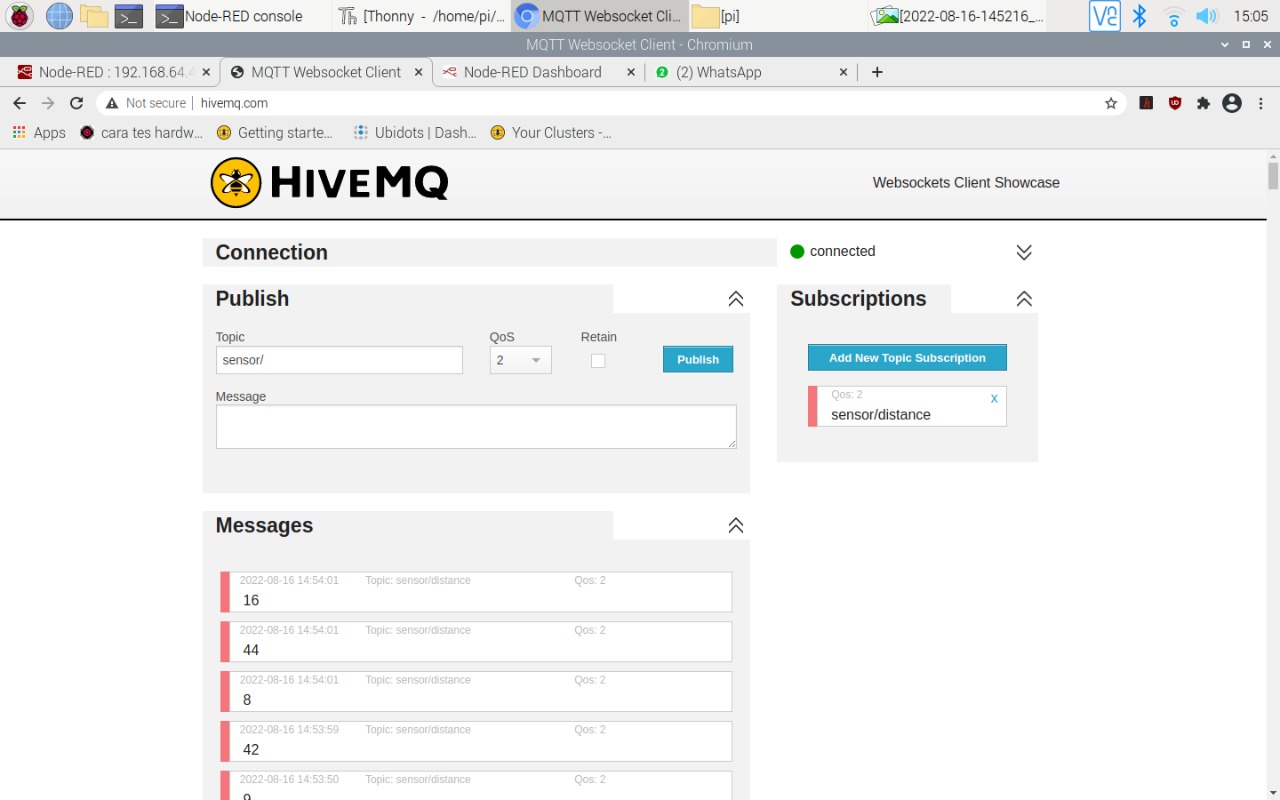 Node-RED console
[Thonny - /home/pi/...
MQTT Websocket Cli...
[pi]
[2022-08-16-145216_...
15:05
MQTT Websocket Client - Chromium
Node-RED : 192.168.64.
MQTT Websocket Client
Node-RED Dashboard
(2) WhatsApp
Not secure
hivemq.com
Apps
cara tes hardw...
Getting starte...
Ubidots | Dash...
Your Clusters -...
HIVEMQ
Websockets Client Showcase
Connection
connected
Publish
Subscriptions
Topic
QoS
Retain
sensor/
2
Publish
Message
Add New Topic Subscription
Qos: 2
x
sensor/distance
Messages
2022-08-16 14:54:01 Topic: sensor/distance Qos: 2
16
2022-08-16 14:54:01 Topic: sensor/distance Qos: 2
44
2022-08-16 14:54:01 Topic: sensor/distance Qos: 2
8
2022-08-16 14:53:59 Topic: sensor/distance Qos: 2
42
2022-08-16 14:53:50 Topic: sensor/distance Qos: 2